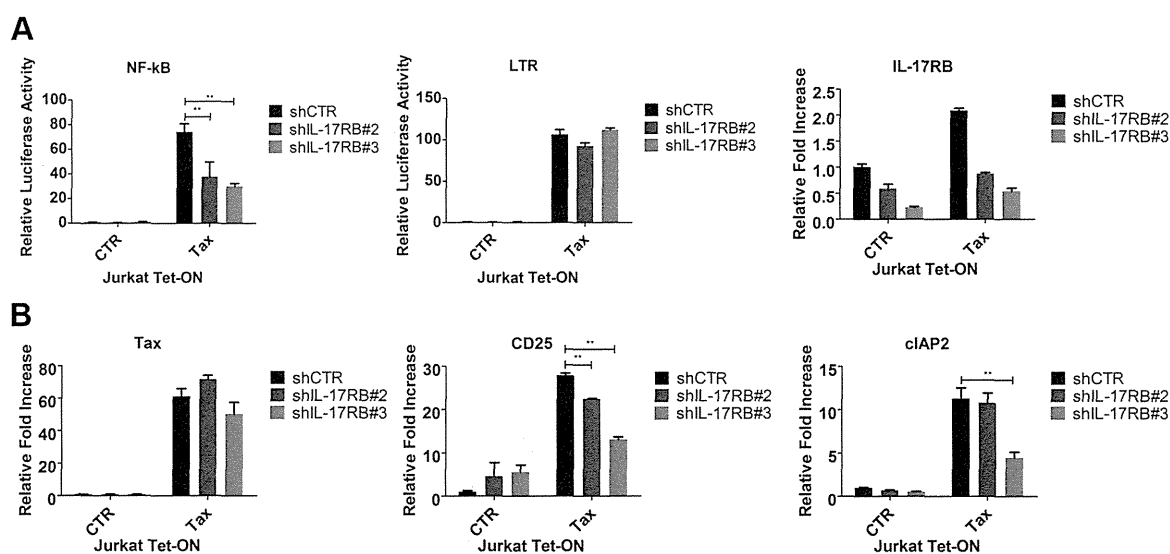 A
NF-kB
Relative Luciferase Activity
100
80
60
40
20
0
**
**
CTR
Tax
Jurkat Tet-ON
shCTR
shIL-17RB#2
shIL-17RB#3
LTR
Relative Luciferase Activity
150
100
50
0
CTR
Tax
Jurkat Tet-ON
shCTR
shIL-17RB#2
shIL-17RB#3
IL-17RB
Relative Fold Increase
2.5
2.0
1.5
1.0
0.5
0.0
CTR
Tax
Jurkat Tet-ON
shCTR
shIL-17RB#2
shIL-17RB#3
B
Tax
Relative Fold Increase
80
60
40
20
0
CTR
Tax
Jurkat Tet-ON
shCTR
shIL-17RB#2
shIL-17RB#3
CD25
Relative Fold Increase
30
20
10
0
**
**
CTR
Tax
Jurkat Tet-ON
shCTR
shIL-17RB#2
shIL-17RB#3
cIAP2
Relative Fold Increase
15
10
5
0
**
CTR
Tax
Jurkat Tet-ON
shCTR
shIL-17RB#2
shIL-17RB#3